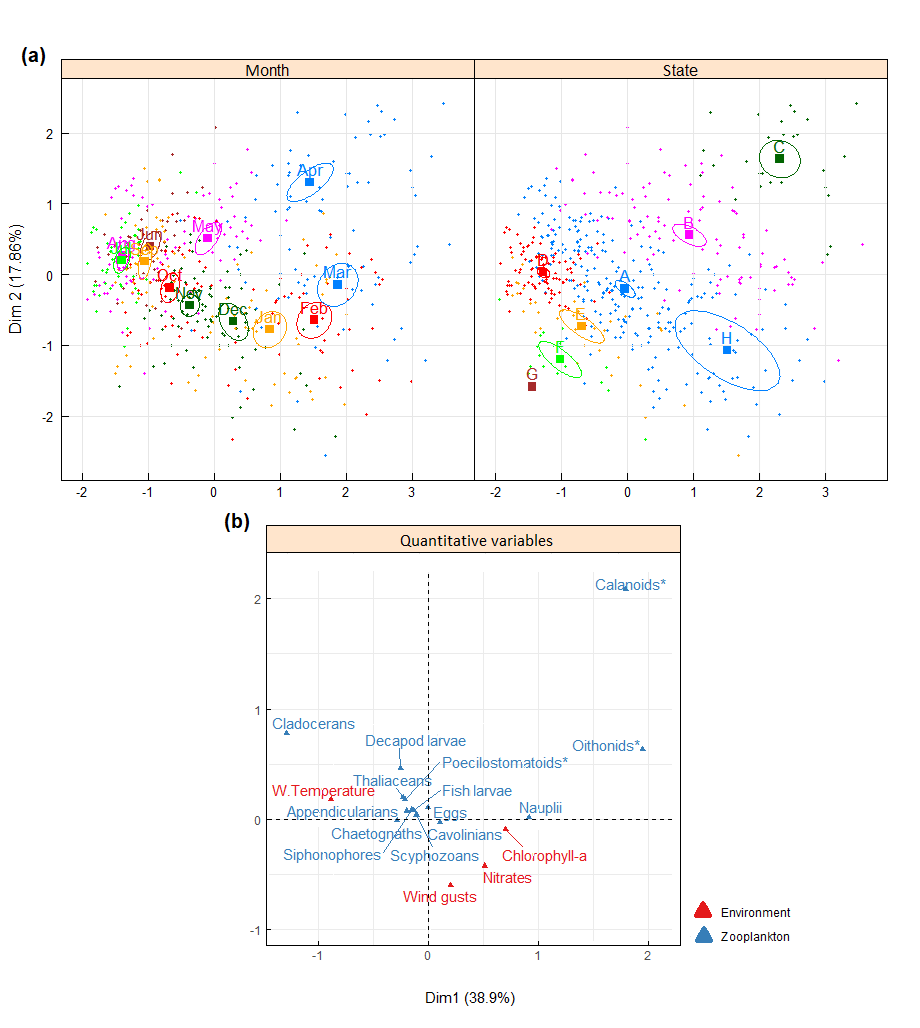 (a)
Month State
Dim 2 (17.86%)
2
1
0
-1
-2
Apr
May
Jun
Aug
Oct
Nov
Dec
Jan
Feb
Mar
C
B
D
A
E
F
G
H
-2 -1 0 1 2 3 -2 -1 0 1 2 3
(b)
Quantitative variables
2
1
0
-1
Calanoids*
Cladocerans
Decapod larvae
Oithonids*
Poecilostomatoids*
Thaliaceans
W.Temperature
Fish larvae
Appendicularians
Eggs
Nauplii
Chaetognaths
Cavolinians
Siphonophores
Scyphozoans
Chlorophyll-a
Nitrates
Wind gusts
-1 0 1 2
Dim1 (38.9%)
Environment
Zooplankton